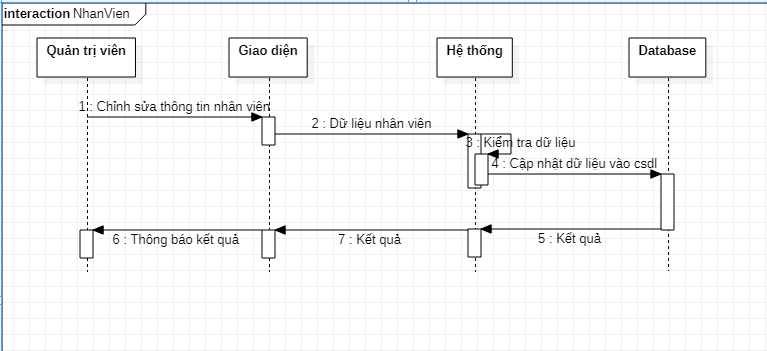 interaction NhanVien
Quản trị viên
Giao diện
Hệ thống
Database
1 : Chỉnh sửa thông tin nhân viên
2 : Dữ liệu nhân viên
3 : Kiểm tra dữ liệu
4 : Cập nhật dữ liệu vào csdl
6 : Thông báo kết quả
7 : Kết quả
5 : Kết quả